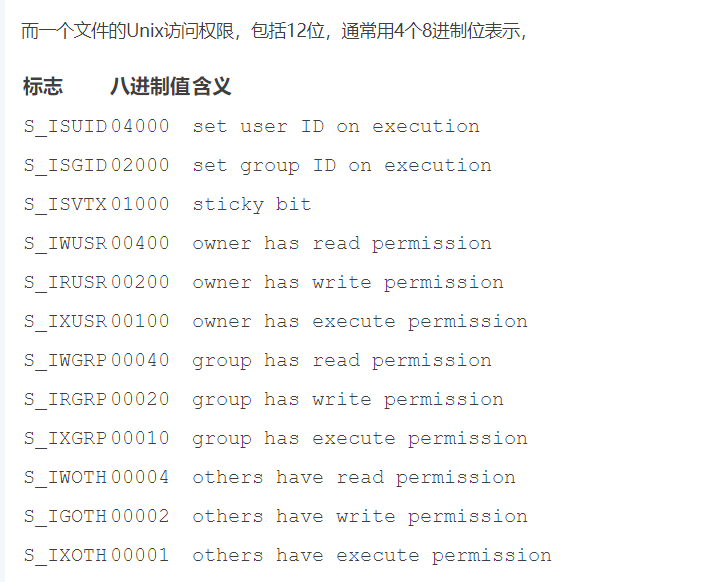 而一个文件的Unix访问权限，包括12位，通常用4个8进制位表示，
标志 八进制值 含义
S_ISUID 04000 set user ID on execution
S_ISGID 02000 set group ID on execution
S_ISVTX 01000 sticky bit
S_IWUSR 00400 owner has read permission
S_IRUSR 00200 owner has write permission
S_IXUSR 00100 owner has execute permission
S_IWGRP 00040 group has read permission
S_IRGRP 00020 group has write permission
S_IXGRP 00010 group has execute permission
S_IWOTH 00004 others have read permission
S_IGOTH 00002 others have write permission
S_IXOTH 00001 others have execute permission